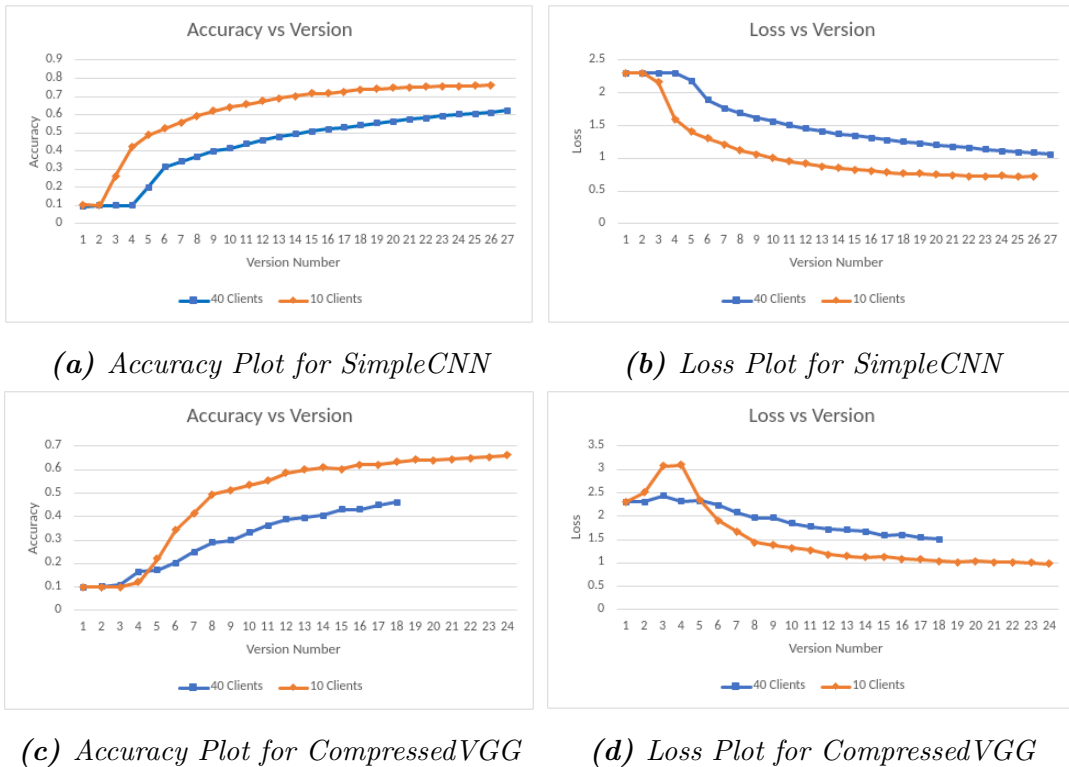 Accuracy vs Version
0.9
0.8
0.7
0.6
0.5
0.4
0.3
0.2
0.1
0
Accuracy
1 2 3 4 5 6 7 8 9 10 11 12 13 14 15 16 17 18 19 20 21 22 23 24 25 26 27
Version Number
40 Clients 10 Clients
(a) Accuracy Plot for SimpleCNN
Loss vs Version
2.5
2
1.5
1
0.5
0
Loss
1 2 3 4 5 6 7 8 9 10 11 12 13 14 15 16 17 18 19 20 21 22 23 24 25 26 27
Version Number
40 Clients 10 Clients
(b) Loss Plot for SimpleCNN
Accuracy vs Version
0.7
0.6
0.5
0.4
0.3
0.2
0.1
0
Accuracy
1 2 3 4 5 6 7 8 9 10 11 12 13 14 15 16 17 18 19 20 21 22 23 24
Version Number
40 Clients 10 Clients
(c) Accuracy Plot for CompressedVGG
Loss vs Version
3.5
3
2.5
2
1.5
1
0.5
0
Loss
1 2 3 4 5 6 7 8 9 10 11 12 13 14 15 16 17 18 19 20 21 22 23 24
Version Number
40 Clients 10 Clients
(d) Loss Plot for CompressedVGG